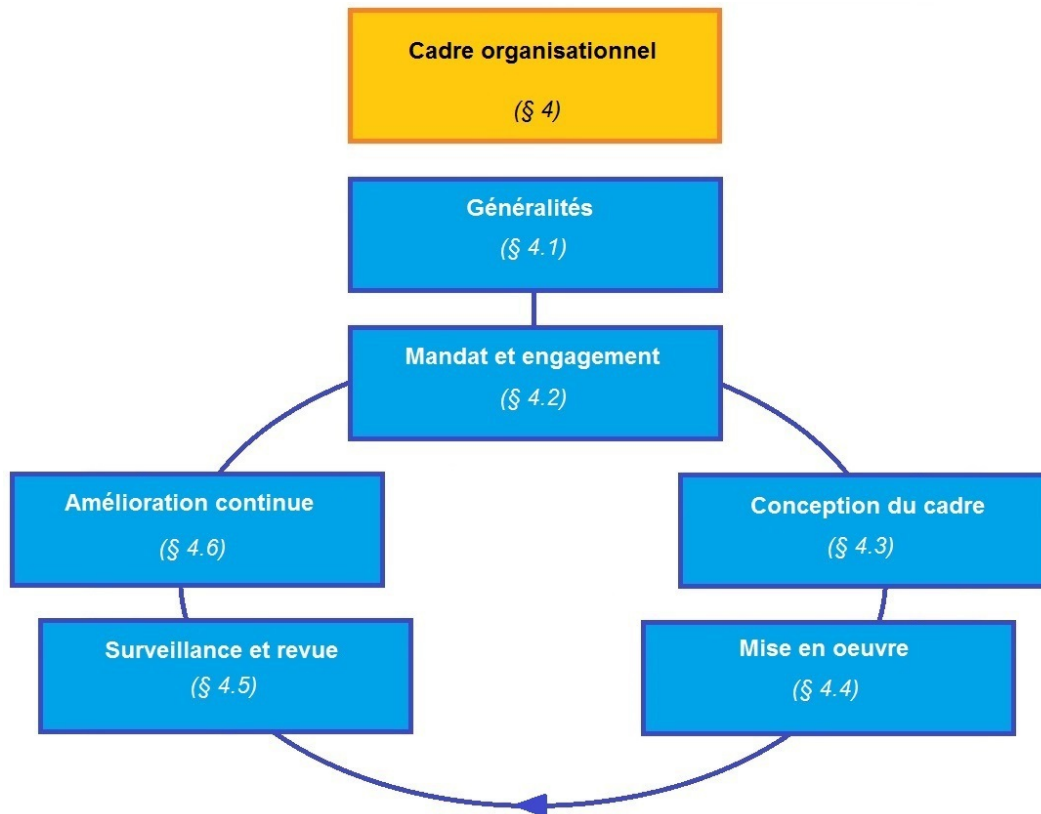 Cadre organisationnel
(§ 4)
Généralités
(§ 4.1)
Mandat et engagement
(§ 4.2)
Amélioration continue
(§ 4.6)
Conception du cadre
(§ 4.3)
Surveillance et revue
(§ 4.5)
Mise en oeuvre
(§ 4.4)